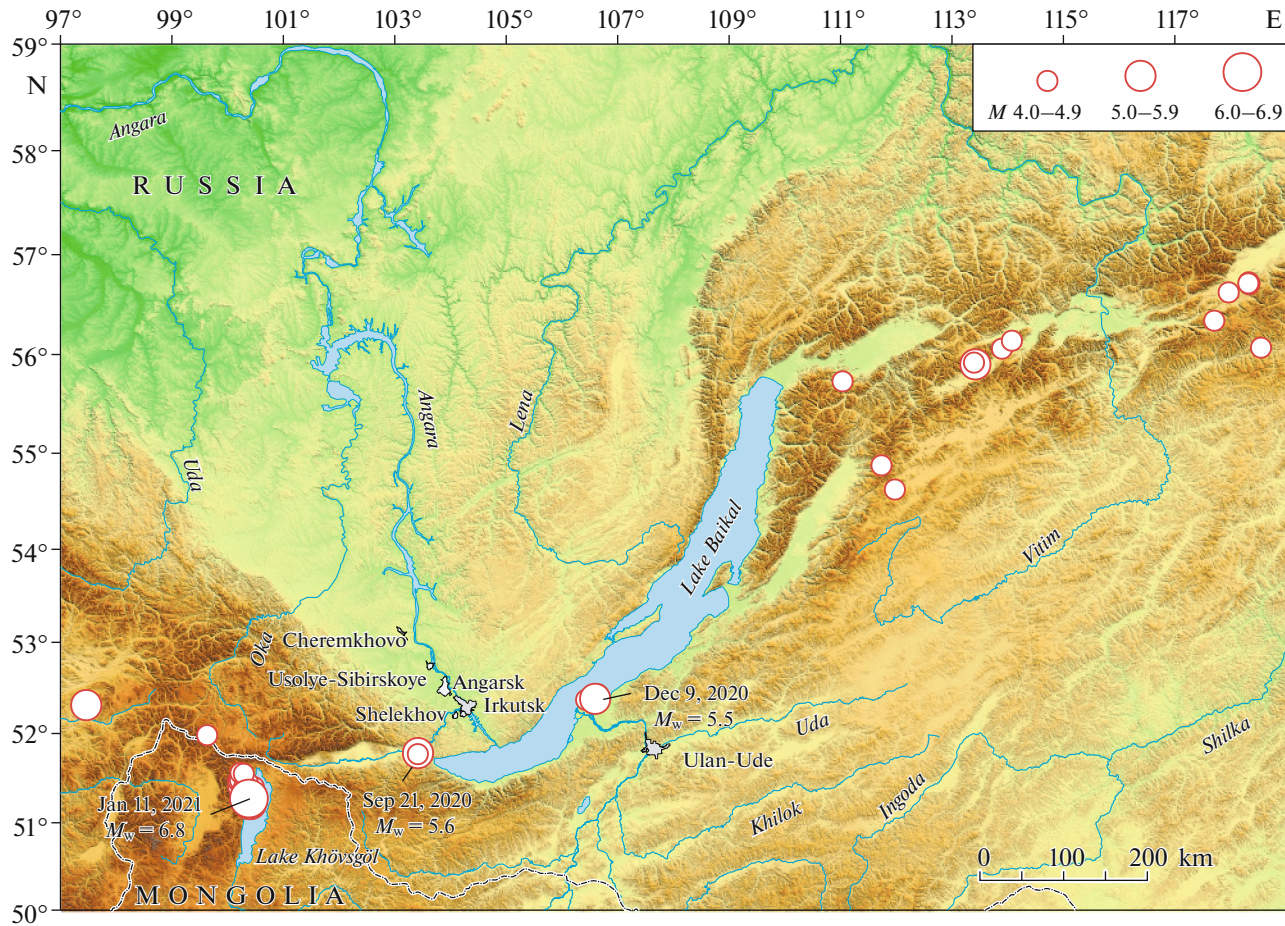 97° 99° 101° 103° 105° 107° 109° 111° 113° 115° 117° E
59°
N
M 4.0–4.9 5.0–5.9 6.0–6.9
Angara
58°
RUSSIA
57°
56°
Angara
Lena
55°
Uda
54°
Lake Baikal
Vitim
53°
Cheremkhovo
Oka
Usolye-Sibirskoye
Angarsk
Irkutsk
Shelekhov
Dec 9, 2020
Mw = 5.5
52°
Uda
Shilka
Ulan-Ude
Jan 11, 2021
Mw = 6.8
Sep 21, 2020
Mw = 5.6
Ingoda
Khilok
51°
Lake Khövsgöl
0 100 200 km
MONGOLIA
50°